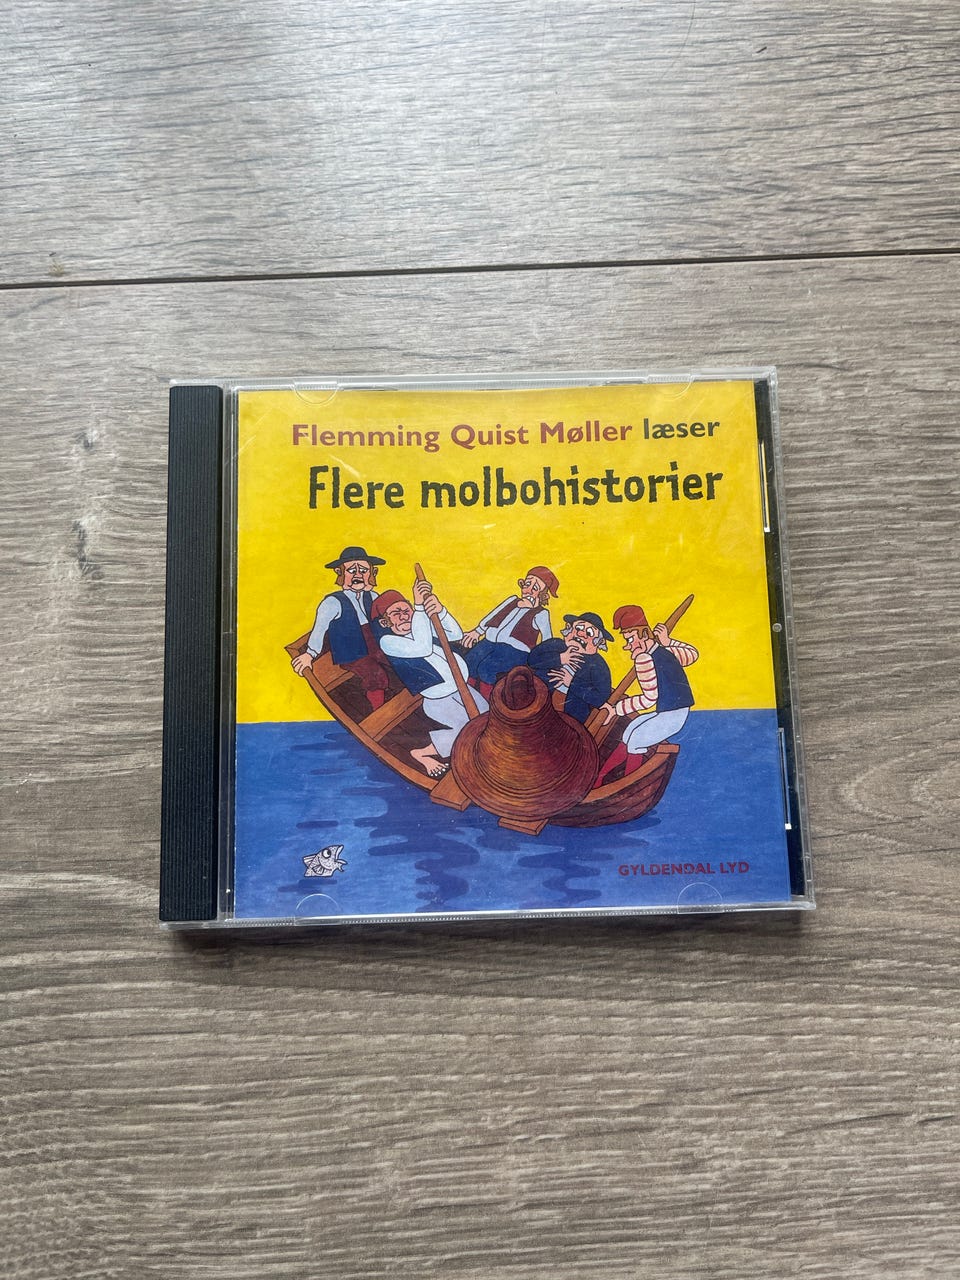 Flemming Quist Møller læser
Flere molbohistorier
GYLDENDAL LYD